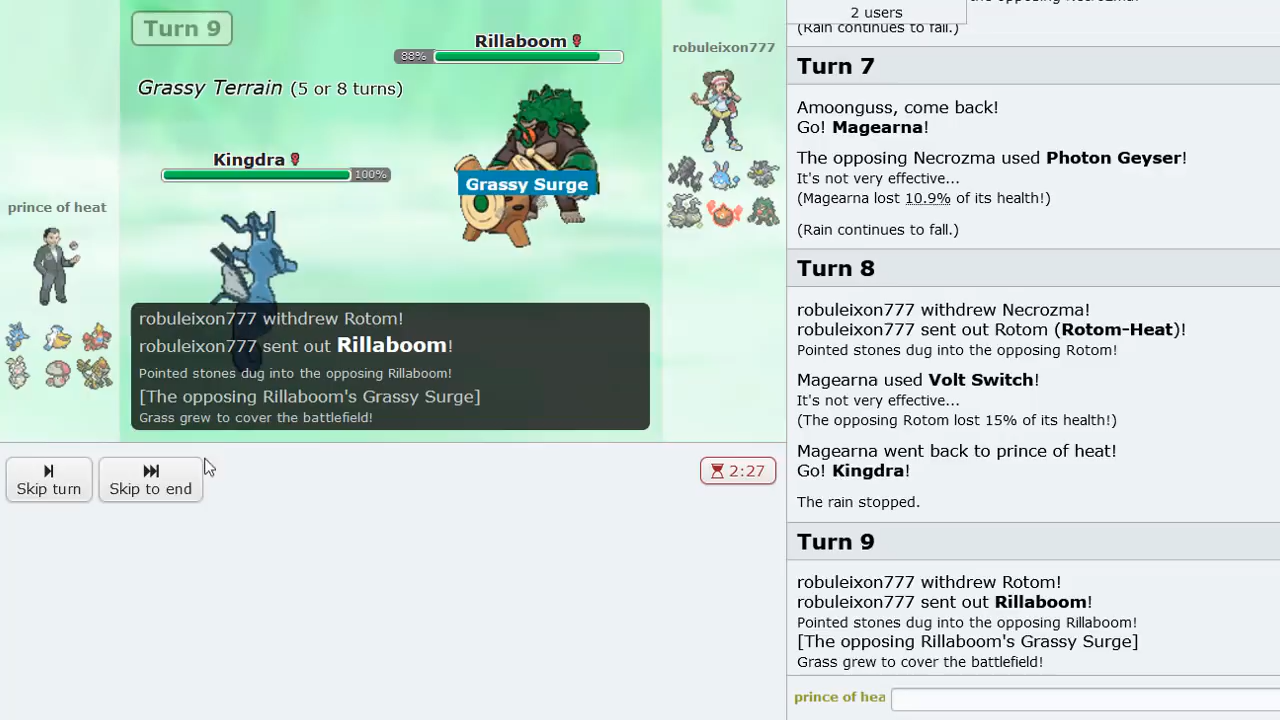 Turn 9
Rillaboom
88%
Grassy Terrain (5 or 8 turns)
Kingdra
100%
Grassy Surge
prince of heat
robuleixon777
robuleixon777 withdrew Rotom!
robuleixon777 sent out Rillaboom!
Pointed stones dug into the opposing Rillaboom!
[The opposing Rillaboom's Grassy Surge]
Grass grew to cover the battlefield!
Skip turn
Skip to end
2:27
2 users
(Rain continues to fall.)
Turn 7
Amoonguss, come back!
Go! Magearna!
The opposing Necrozma used Photon Geyser!
It's not very effective...
(Magearna lost 10.9% of its health!)
(Rain continues to fall.)
Turn 8
robuleixon777 withdrew Necrozma!
robuleixon777 sent out Rotom (Rotom-Heat)!
Pointed stones dug into the opposing Rotom!
Magearna used Volt Switch!
It's not very effective...
(The opposing Rotom lost 15% of its health!)
Magearna went back to prince of heat!
Go! Kingdra!
The rain stopped.
Turn 9
robuleixon777 withdrew Rotom!
robuleixon777 sent out Rillaboom!
Pointed stones dug into the opposing Rillaboom!
[The opposing Rillaboom's Grassy Surge]
Grass grew to cover the battlefield!
prince of hea